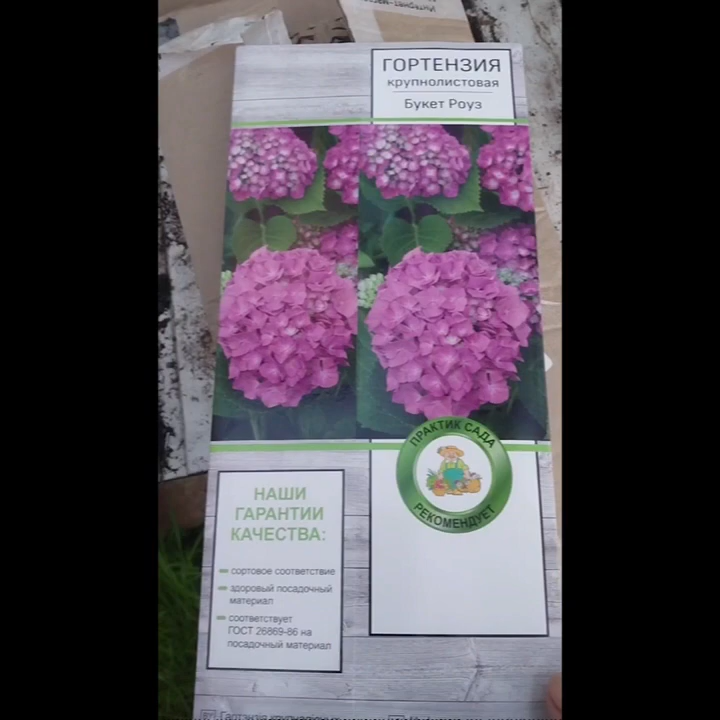 ГОРТЕНЗИЯ
крупнолистовая
Букет Роуз
ПРАКТИК САДА
РЕКОМЕНДУЕТ
НАШИ
ГАРАНТИИ
КАЧЕСТВА:
сортовое соответствие
здоровый посадочный
материал
соответствует
ГОСТ 26869-86 на
посадочный материал